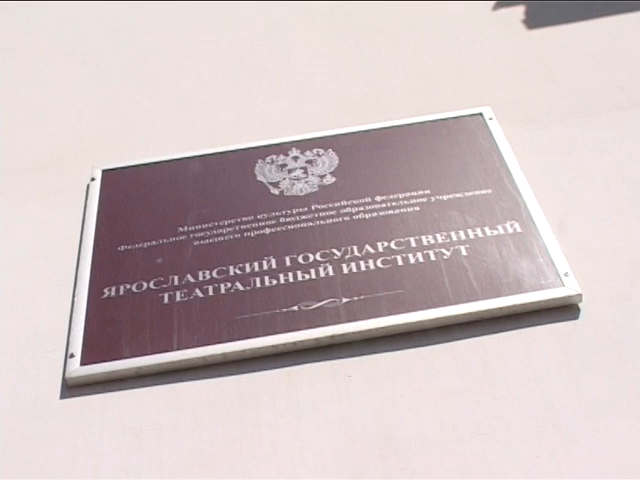 Министерство культуры Российской федерации
Федеральное государственное бюджетное образовательное учреждение
высшего профессионального образования
ЯРОСЛАВСКИЙ ГОСУДАРСТВЕННЫЙ
ТЕАТРАЛЬНЫЙ ИНСТИТУТ